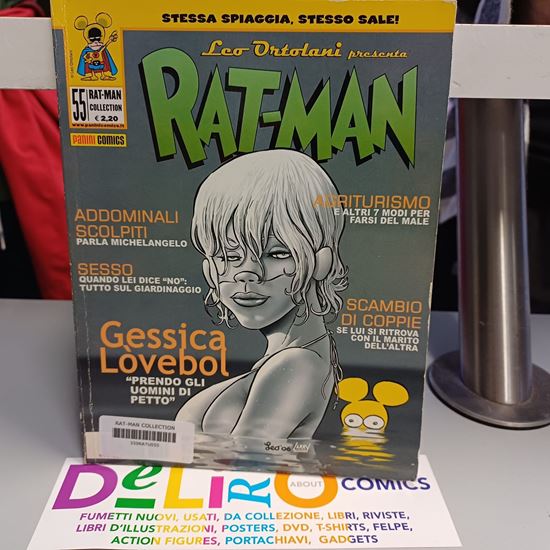 STESSA SPIAGGIA, STESSO SALE!
Leo Ortolani presenta
RAT-MAN
55
RAT-MAN
COLLECTION
€ 2,20
www.paninicomics.it
PANINI COMICS
ADDOMINALI
SCOLPITI
PARLA MICHELANGELO
AGRITURISMO
E ALTRI 7 MODI PER
FARSI DEL MALE
SESSO
QUANDO LEI DICE "NO":
TUTTO SUL GIARDINAGGIO
SCAMBIO
DI COPPIE
SE LUI SI RITROVA
CON IL MARITO
DELL'ALTRA
Gessica
Lovebol
"PRENDO GLI
UOMINI DI
PETTO"
RAT-MAN COLLECTION
DeLiRO
ABOUT
COMICS
FUMETTI NUOVI, USATI, DA COLLEZIONE, LIBRI, RIVISTE,
LIBRI D'ILLUSTRAZIONI, POSTERS, DVD, T-SHIRTS, FELPE,
ACTION FIGURES, PORTACHIAVI, GADGETS